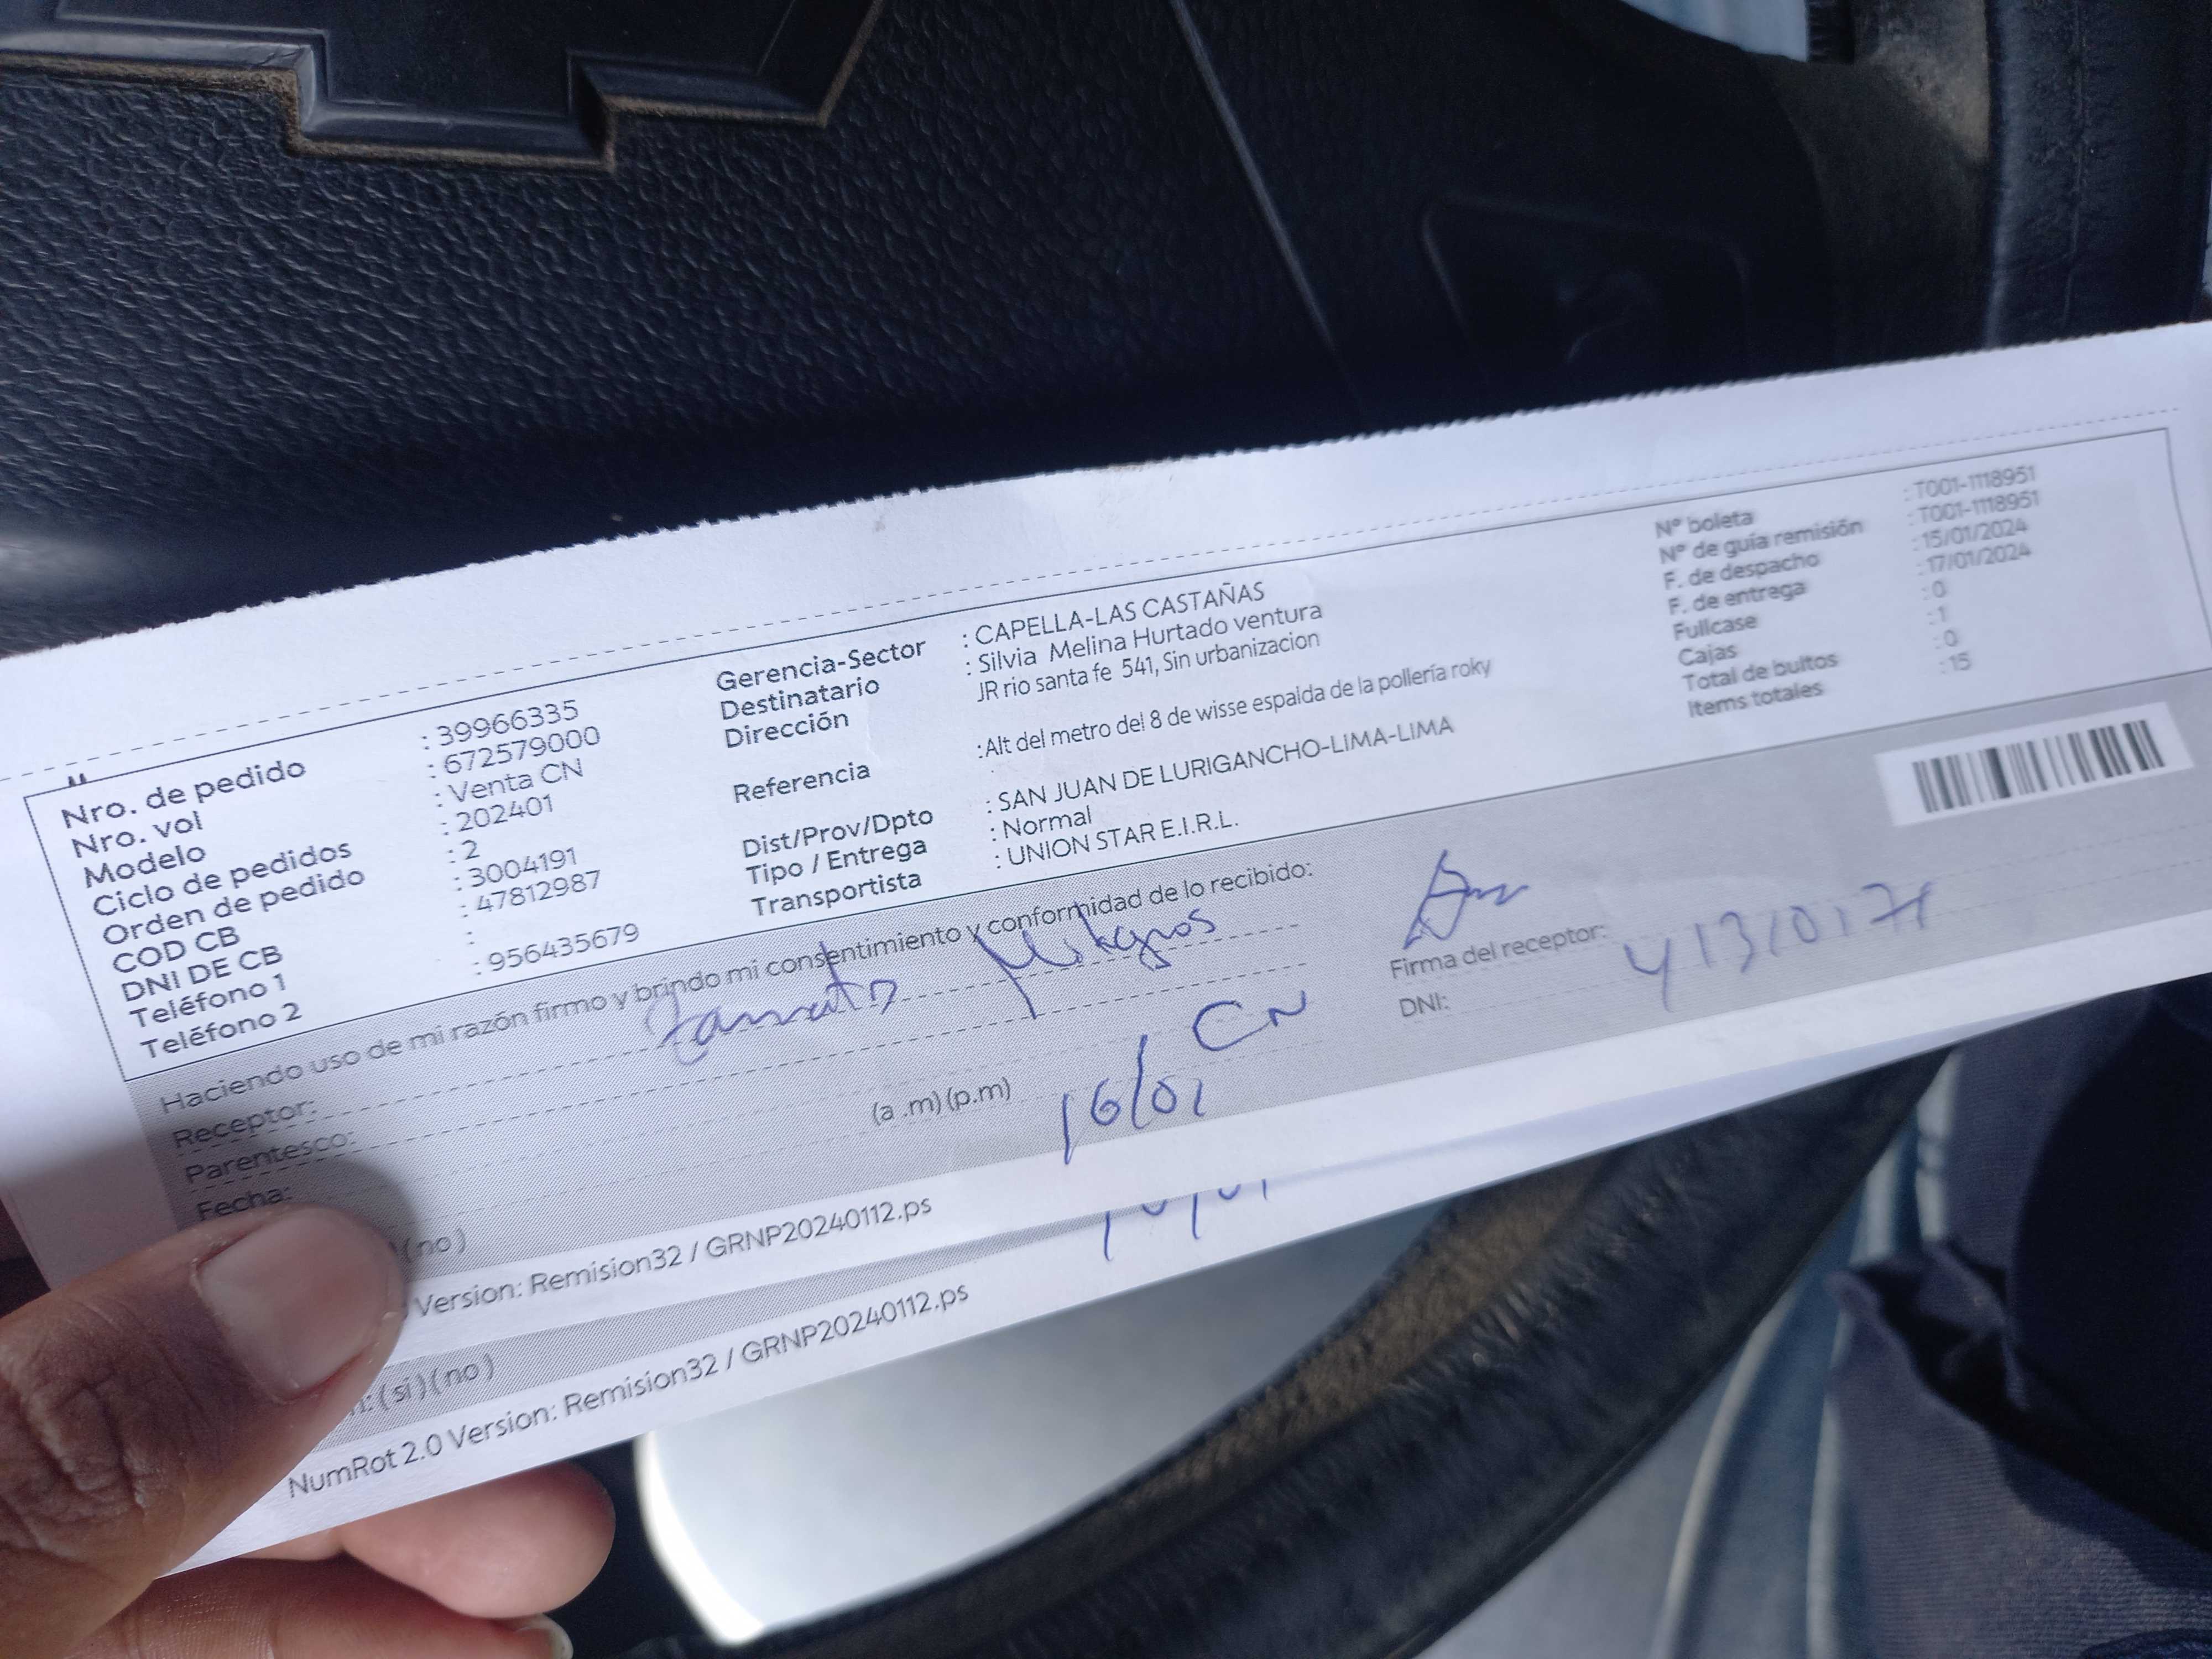 Nro. de pedido : 39966335
Nro. vol : 672579000
Modelo : Venta CN
Ciclo de pedidos : 202401
Orden de pedido : 2
COD CB : 3004191
DNI DE CB : 47812987
Teléfono 1 :
Teléfono 2 : 956435679
Gerencia-Sector : CAPELLA-LAS CASTAÑAS
Destinatario : Silvia Melina Hurtado ventura
Dirección JR rio santa fe 541, Sin urbanizacion
Referencia :Alt del metro del 8 de wisse espalda de la pollería roky
Dist/Prov/Dpto : SAN JUAN DE LURIGANCHO-LIMA-LIMA
Tipo / Entrega : Normal
Transportista : UNION STAR E.I.R.L.
N° boleta : T001-1118951
N° de guía remisión : T001-1118951
F. de despacho : 15/01/2024
F. de entrega : 17/01/2024
Fullcase : 0
Cajas : 1
Total de bultos : 0
Items totales : 15
Haciendo uso de mi razón firmo y brindo mi consentimiento y conformidad de lo recibido:
Receptor: Milagros
Parentesco: CN
Fecha: (a .m) (p.m) 16/01
Firma del receptor:
DNI:
(no)
Version: Remision32 / GRNP20240112.ps
(si) (no)
NumRot 2.0 Version: Remision32 / GRNP20240112.ps